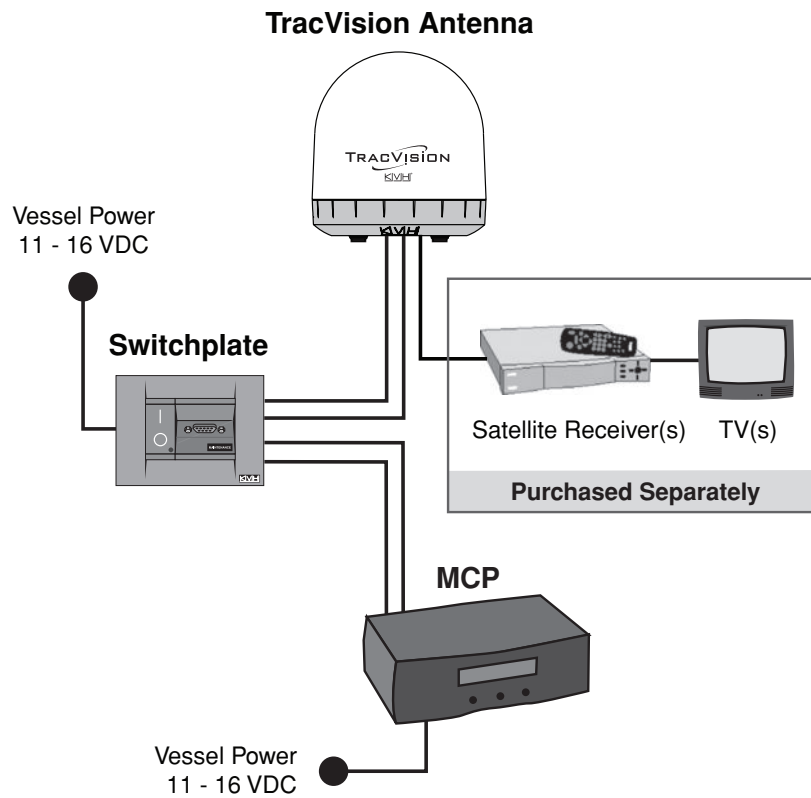 TracVision Antenna
TRACVISION
KVH
KVH
Vessel Power
11 - 16 VDC
Switchplate
KVH
Satellite Receiver(s)
TV(s)
Purchased Separately
MCP
Vessel Power
11 - 16 VDC